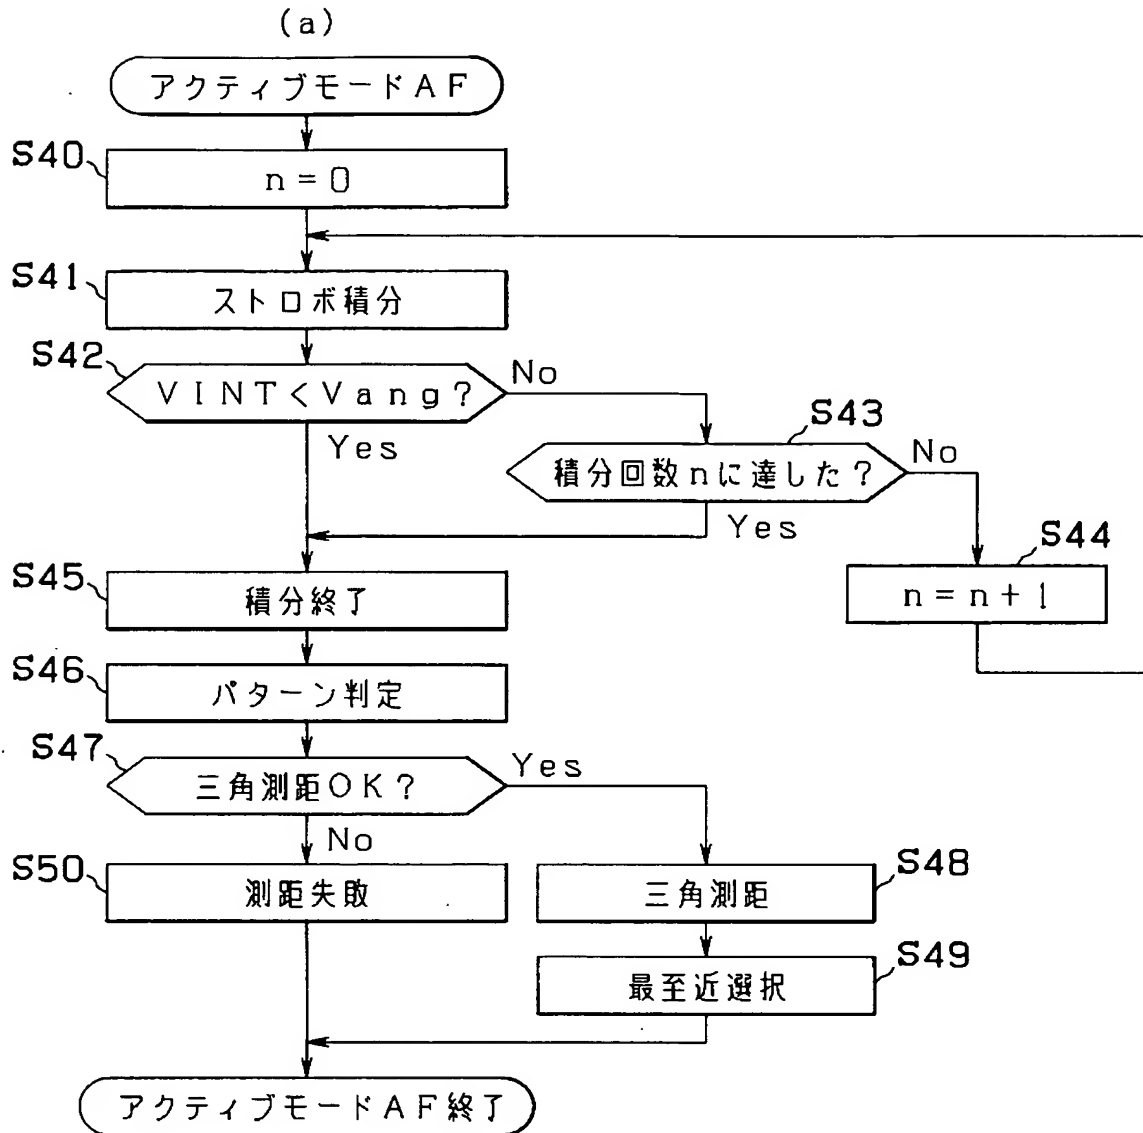 (a)
アクティブモードAF
S40
n=0
S41
ストロボ積分
S42
VINT<Vang?
No
Yes
S43
積分回数nに達した?
No
Yes
S44
n=n+1
S45
積分終了
S46
パターン判定
S47
三角測距OK?
Yes
No
S50
測距失敗
S48
三角測距
S49
最至近選択
アクティブモードAF終了